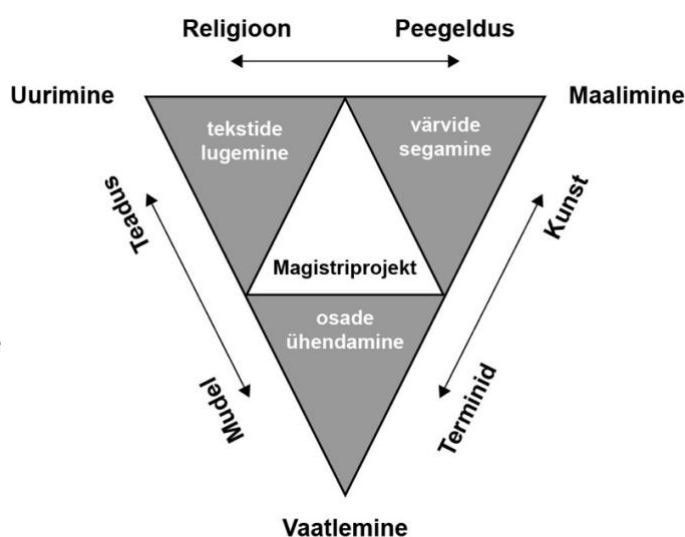 Religioon
Peegeldus
Uurimine
Maalimine
tekstide
lugemine
värvide
segamine
Teadus
Kunst
Magistriprojekt
osade
ühendamine
Mudel
Terminid
Vaatlemine